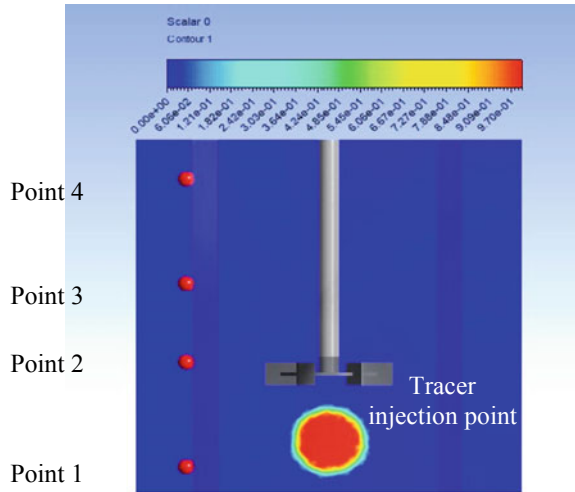 Scalar 0
Contour 1
0.00e+00
6.06e-02
1.21e-01
1.82e-01
2.42e-01
3.03e-01
3.64e-01
4.24e-01
4.85e-01
5.45e-01
6.06e-01
6.67e-01
7.27e-01
7.88e-01
8.48e-01
9.09e-01
9.70e-01
Point 4
Point 3
Point 2
Tracer
injection point
Point 1